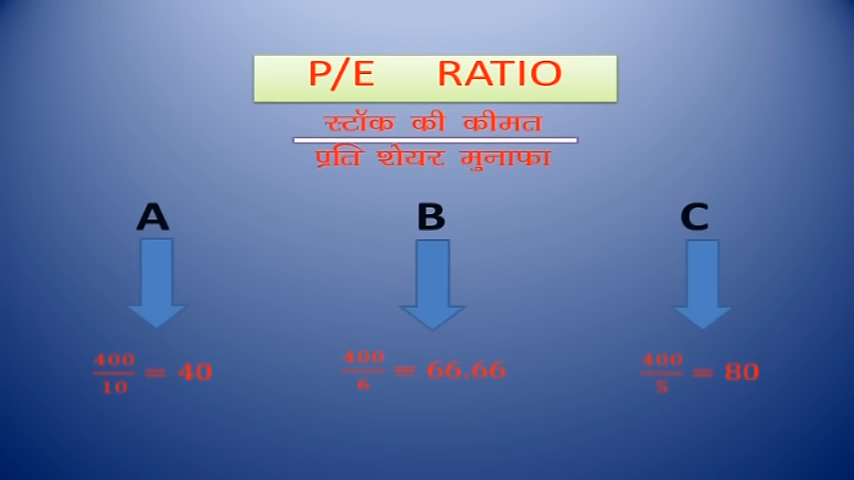 P/E RATIO
स्टॉक की कीमत
प्रति शेयर मुनाफा
A B C
400/10 = 40 400/6 = 66.66 400/5 = 80